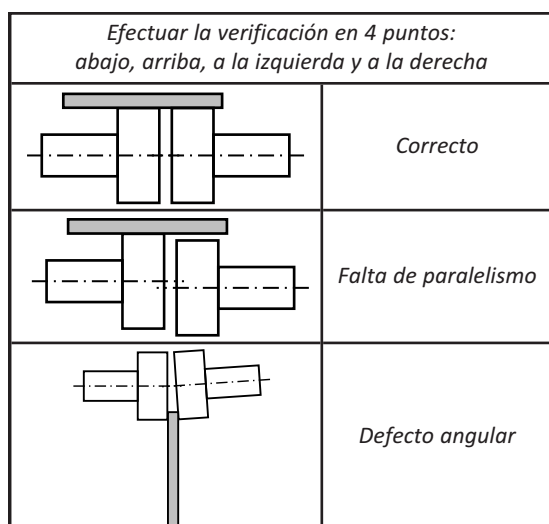 Efectuar la verificación en 4 puntos:
abajo, arriba, a la izquierda y a la derecha
Correcto
Falta de paralelismo
Defecto angular